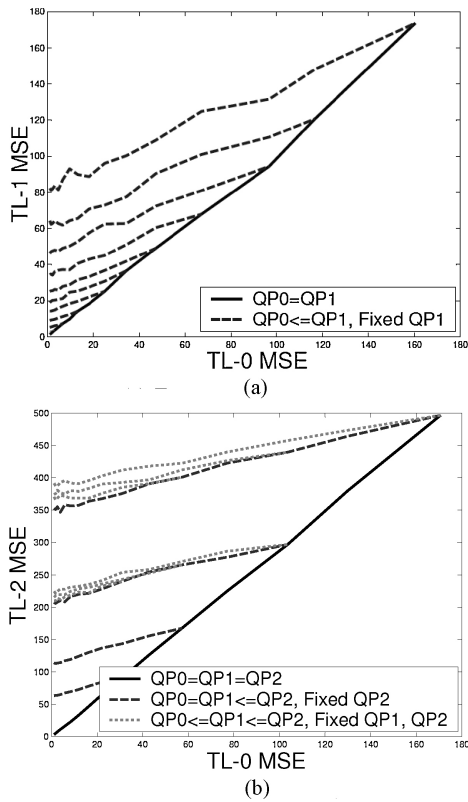 180
160
140
120
100
80
60
40
20
0
TL-1 MSE
QP0=QP1
QP0<=QP1, Fixed QP1
0 20 40 60 80 100 120 140 160 180
TL-0 MSE
(a)
500
450
400
350
300
250
200
150
100
50
0
TL-2 MSE
QP0=QP1=QP2
QP0=QP1<=QP2, Fixed QP2
QP0<=QP1<=QP2, Fixed QP1, QP2
0 20 40 60 80 100 120 140 160 180
TL-0 MSE
(b)